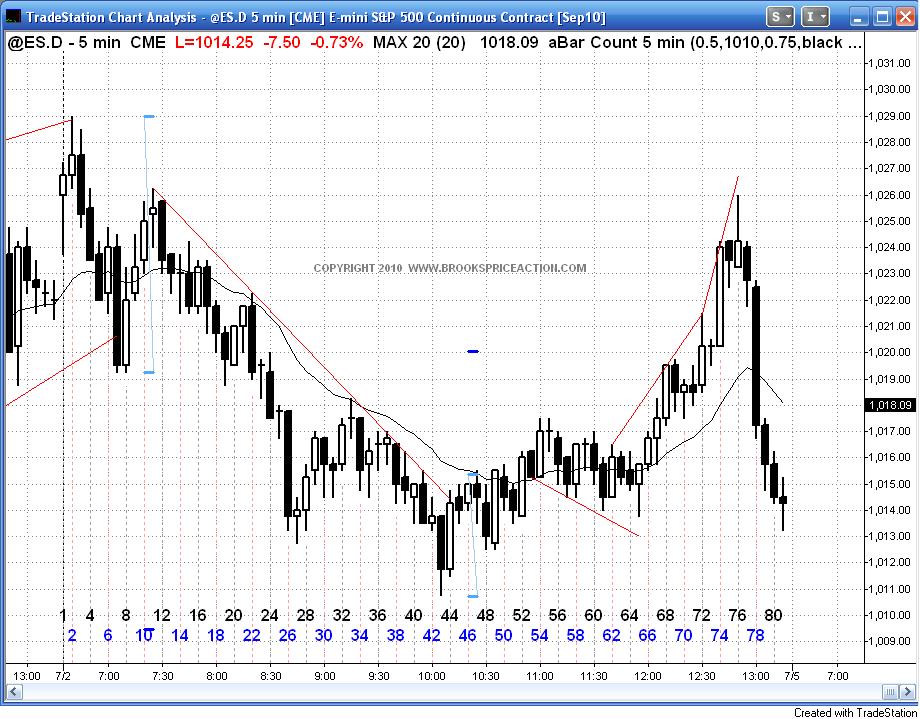 TradeStation Chart Analysis - @ES.D 5 min [CME] E-mini S&P 500 Continuous Contract [Sep10]
S I
@ES.D - 5 min CME L=1014.25 -7.50 -0.73% MAX 20 (20) 1018.09 aBar Count 5 min (0.5,1010,0.75,black ...
1,031.00
1,030.00
1,029.00
1,028.00
1,027.00
1,026.00
1,025.00
1,024.00
COPYRIGHT 2010 WWW.BROOKSPRICEACTION.COM
1,023.00
1,022.00
1,021.00
1,020.00
1,019.00
1,018.09
1,017.00
1,016.00
1,015.00
1,014.00
1,013.00
1,012.00
1,011.00
1 4 8 12 16 20 24 28 32 36 40 44 48 52 56 60 64 68 72 76 80
1,010.00
2 6 10 14 18 22 26 30 34 38 42 46 50 54 58 62 66 70 74 78
1,009.00
13:00 7/2 7:00 7:30 8:00 8:30 9:00 9:30 10:00 10:30 11:00 11:30 12:00 12:30 13:00 7/5 7:00
Created with TradeStation